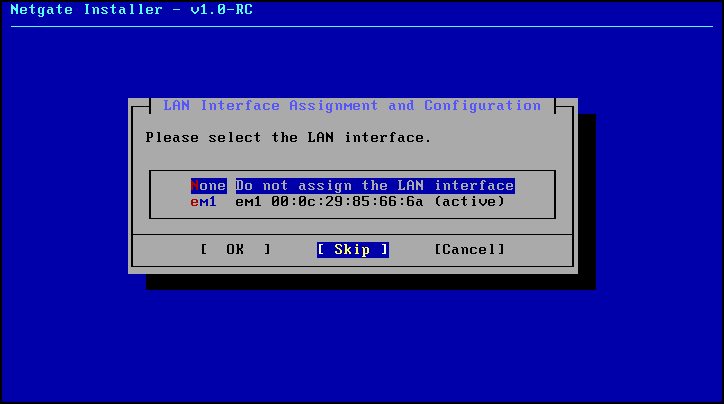 Netgate Installer - v1.0-RC
LAN Interface Assignment and Configuration
Please select the LAN interface.
None Do not assign the LAN interface
em1 em1 00:0c:29:85:66:6a (active)
[ OK ] [ Skip ] [Cancel]